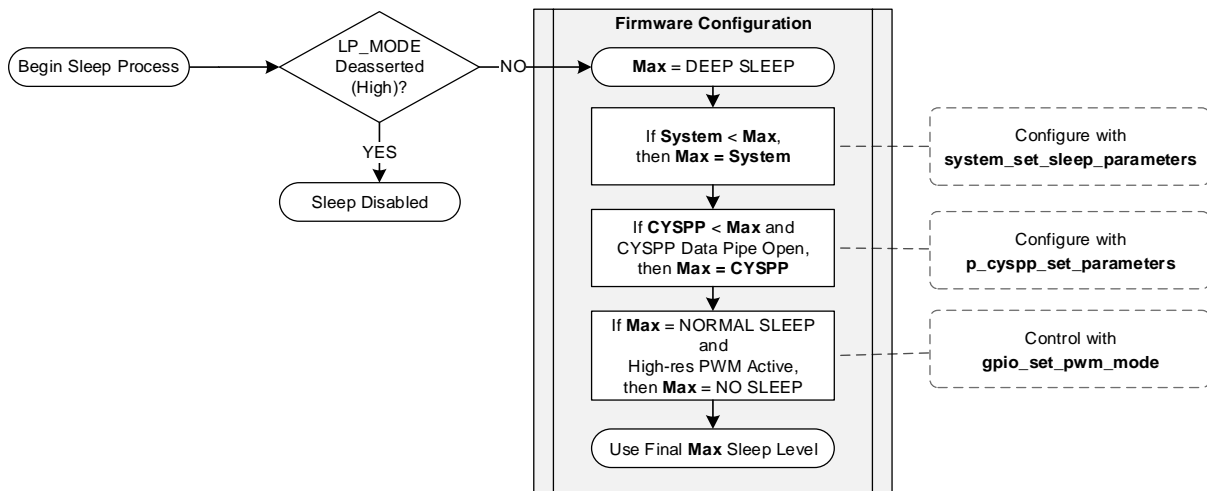 Firmware Configuration
Begin Sleep Process
LP_MODE
Deasserted
(High)?
NO
Max = DEEP SLEEP
YES
Sleep Disabled
If System < Max,
then Max = System
Configure with
system_set_sleep_parameters
If CYSPP < Max and
CYSPP Data Pipe Open,
then Max = CYSPP
Configure with
p_cyspp_set_parameters
If Max = NORMAL SLEEP
and
High-res PWM Active,
then Max = NO SLEEP
Control with
gpio_set_pwm_mode
Use Final Max Sleep Level